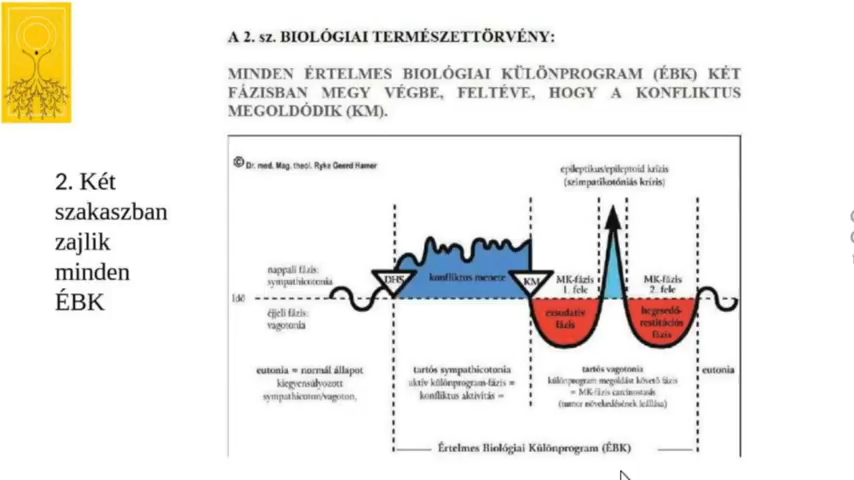 A 2. sz. BIOLÓGIAI TERMÉSZETTÖRVÉNY:
MINDEN ÉRTELMES BIOLÓGIAI KÜLÖNPROGRAM (ÉBK) KÉT
FÁZISBAN MEGY VÉGBE, FELTÉVE, HOGY A KONFLIKTUS
MEGOLDÓDIK (KM).
2. Két
szakaszban
zajlik
minden
ÉBK
© Dr. med. Mag. theol. Ryke Geerd Hamer
epileptikus/epileptoid krízis
(szimpatikotóniás krízis)
nappali fázis:
sympathicotonia
DHS
konfliktus menete
KM
MK-fázis
1. fele
MK-fázis
2. fele
Idő
éjjeli fázis:
vagotonia
exsudatív
fázis
hegesedő-
restitúciós
fázis
eutonia = normál állapot
kiegyensúlyozott
sympathicoton/vagoton,
tartós sympathicotonia
aktív különprogram-fázis =
konfliktus aktivitás =
tartós vagotonia
különprogram megoldást követő fázis
= MK-fázis
növekedésének leállása)
eutonia
Értelmes Biológiai Különprogram (ÉBK)